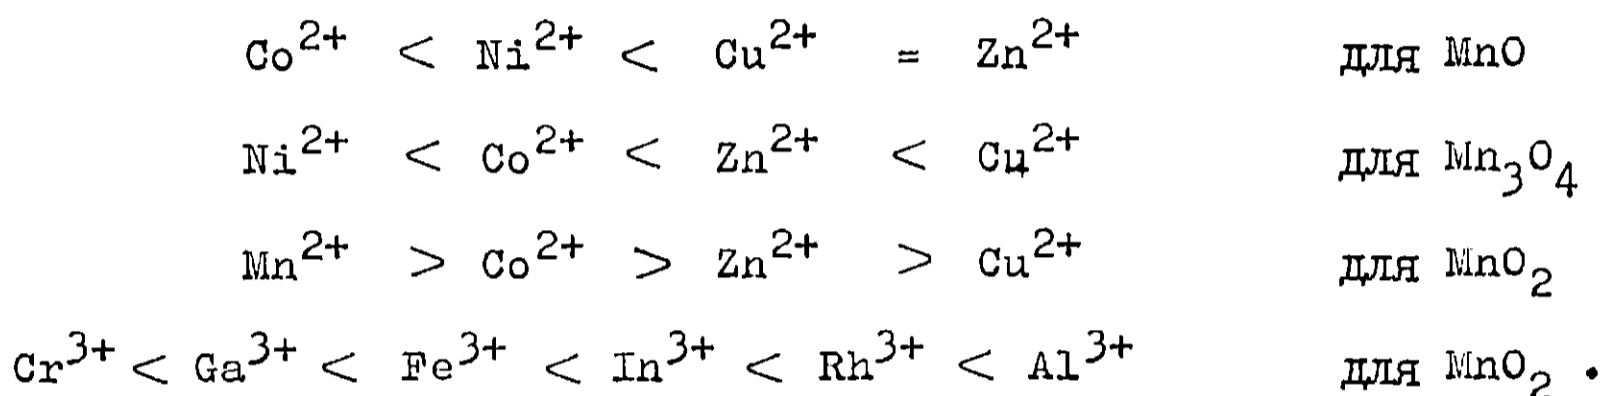 Co²⁺ < Ni²⁺ < Cu²⁺ = Zn²⁺ для MnO
Ni²⁺ < Co²⁺ < Zn²⁺ < Cu²⁺ для Mn₃O₄
Mn²⁺ > Co²⁺ > Zn²⁺ > Cu²⁺ для MnO₂
Cr³⁺ < Ga³⁺ < Fe³⁺ < In³⁺ < Rh³⁺ < Al³⁺ для MnO₂ .